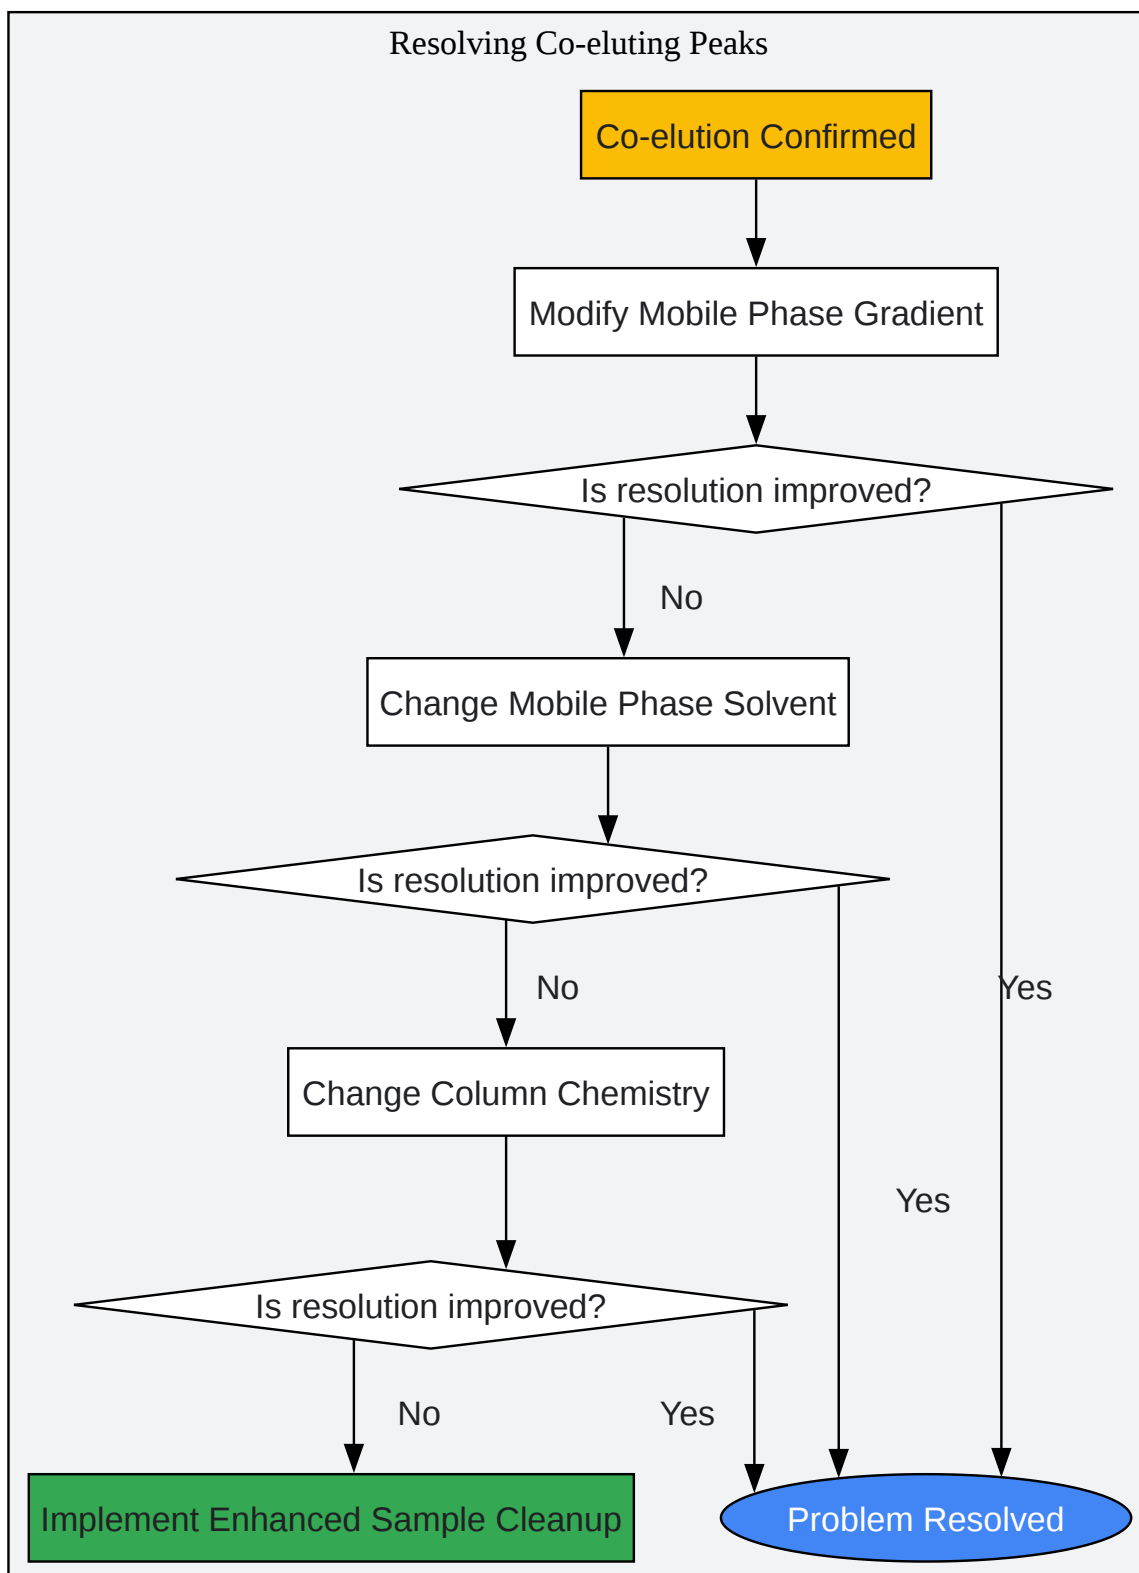 Resolving Co-eluting Peaks
Co-elution Confirmed
Modify Mobile Phase Gradient
Is resolution improved?
No
Change Mobile Phase Solvent
Is resolution improved?
No
Yes
Change Column Chemistry
Yes
Is resolution improved?
No
Yes
Implement Enhanced Sample Cleanup
Problem Resolved